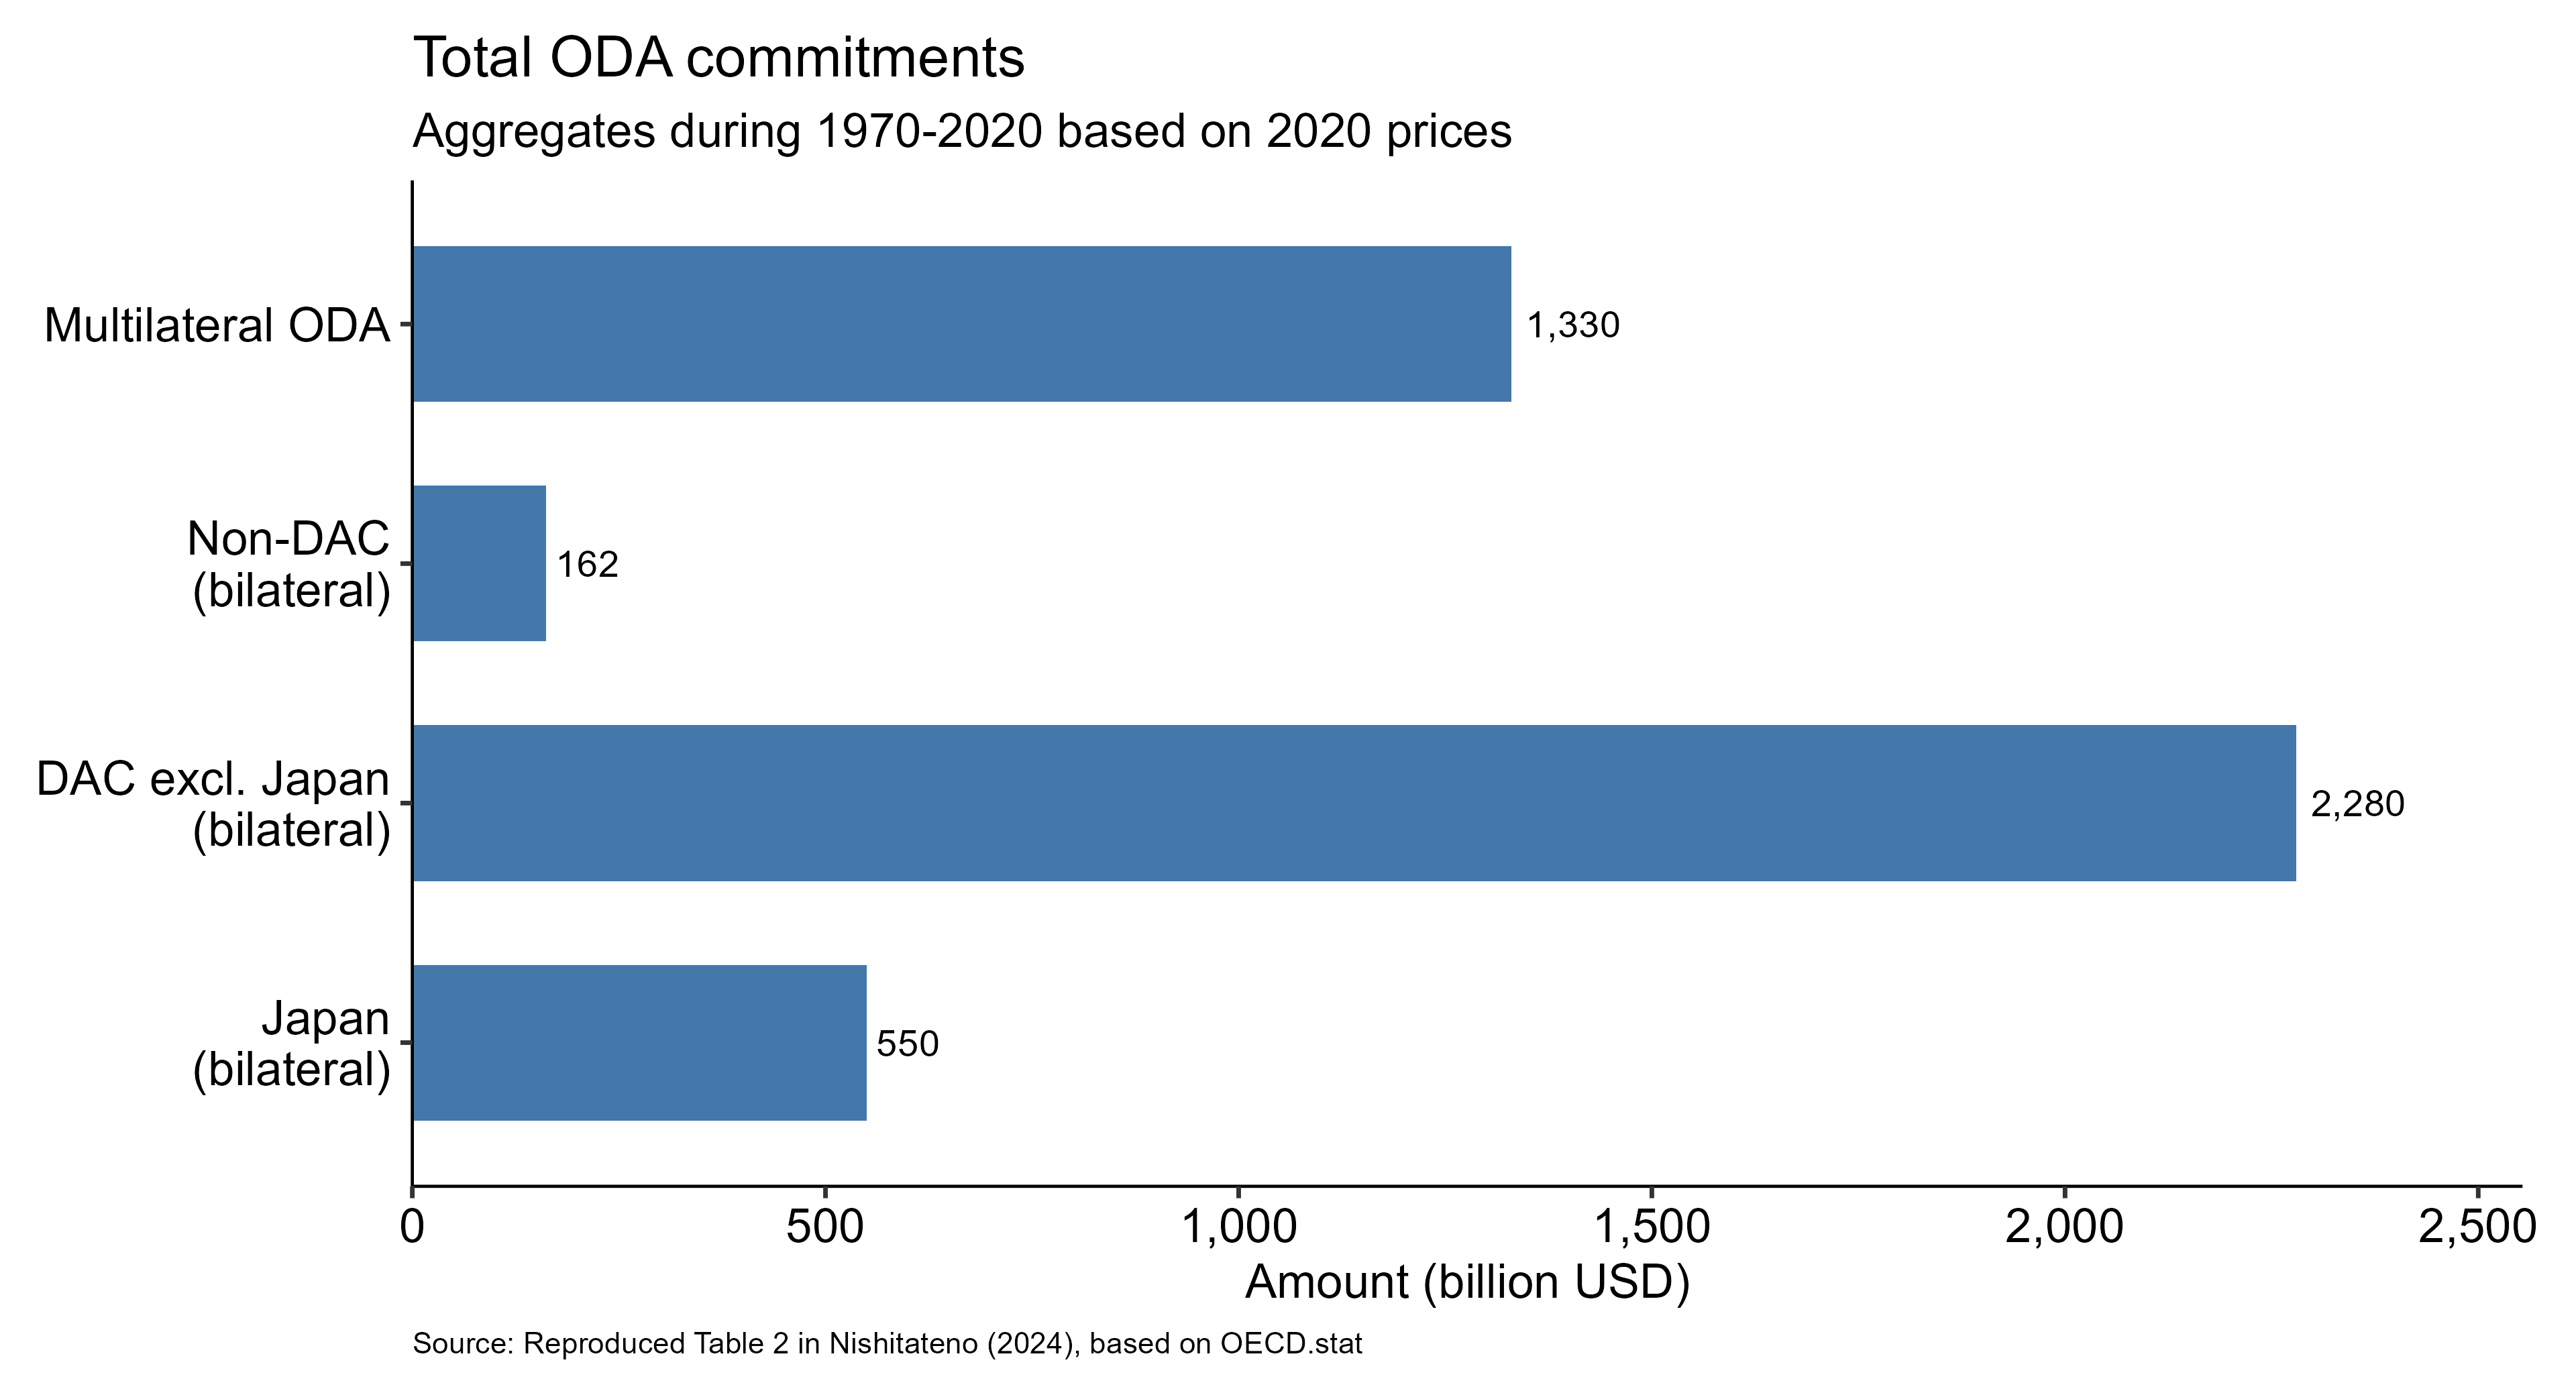 Total ODA commitments
Aggregates during 1970-2020 based on 2020 prices
Multilateral ODA
1,330
Non-DAC
(bilateral)
162
DAC excl. Japan
(bilateral)
2,280
Japan
(bilateral)
550
0
500
1,000
1,500
2,000
2,500
Amount (billion USD)
Source: Reproduced Table 2 in Nishitateno (2024), based on OECD.stat